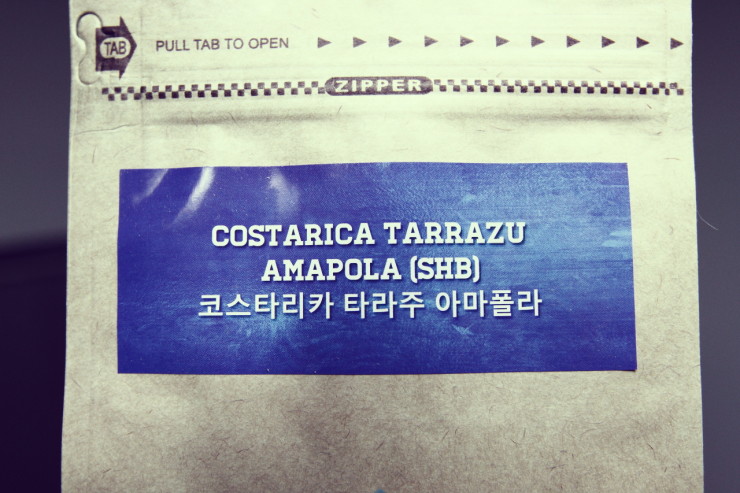 TAB
PULL TAB TO OPEN
ZIPPER
COSTARICA TARRAZU
AMAPOLA (SHB)
코스타리카 타라주 아마폴라